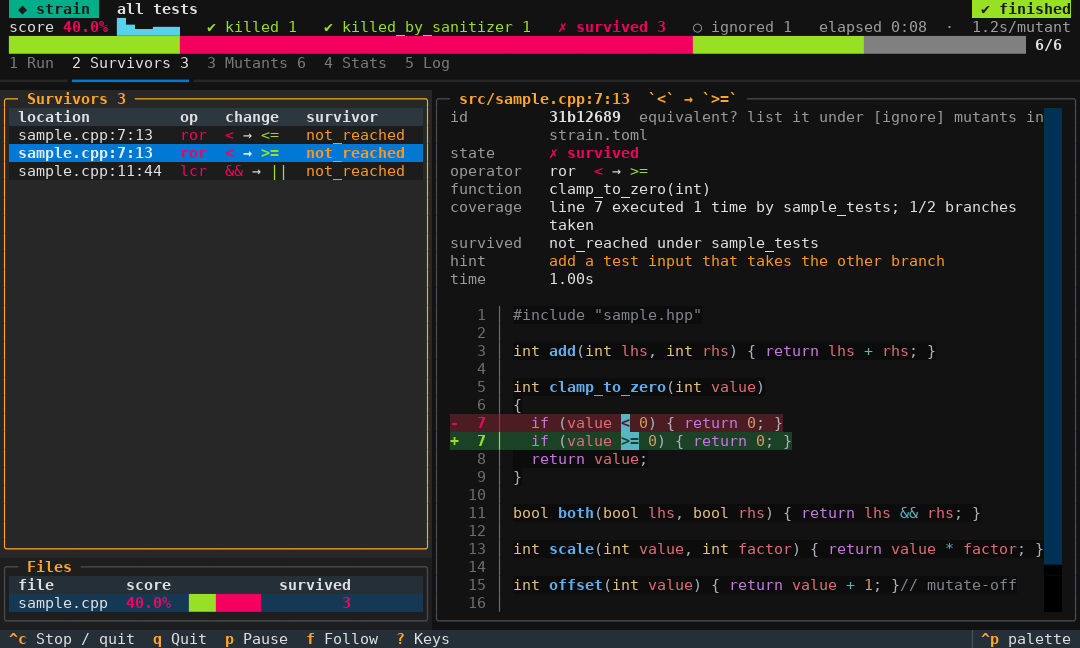 ◆ strain  all tests  ✔ finished
score 40.0%  ✔ killed 1  ✔ killed_by_sanitizer 1  ✗ survived 3  ○ ignored 1  elapsed 0:08  ·  1.2s/mutant
6/6
1 Run  2 Survivors 3  3 Mutants 6  4 Stats  5 Log
Survivors 3
location  op  change  survivor
sample.cpp:7:13  ror  < → <=  not_reached
sample.cpp:7:13  ror  < → >=  not_reached
sample.cpp:11:44  lcr  && → ||  not_reached
Files
file  score  survived
sample.cpp  40.0%  3
src/sample.cpp:7:13  `<` → `>=`
id  31b12689  equivalent? list it under [ignore] mutants in
strain.toml
state  ✗ survived
operator  ror  < → >=
function  clamp_to_zero(int)
coverage  line 7 executed 1 time by sample_tests; 1/2 branches
taken
survived  not_reached under sample_tests
hint  add a test input that takes the other branch
time  1.00s
1 │ #include "sample.hpp"
2 │
3 │ int add(int lhs, int rhs) { return lhs + rhs; }
4 │
5 │ int clamp_to_zero(int value)
6 │ {
- 7 │   if (value < 0) { return 0; }
+ 7 │   if (value >= 0) { return 0; }
8 │   return value;
9 │ }
10 │
11 │ bool both(bool lhs, bool rhs) { return lhs && rhs; }
12 │
13 │ int scale(int value, int factor) { return value * factor; }
14 │
15 │ int offset(int value) { return value + 1; }// mutate-off
16 │
^c Stop / quit  q Quit  p Pause  f Follow  ? Keys  ^p palette